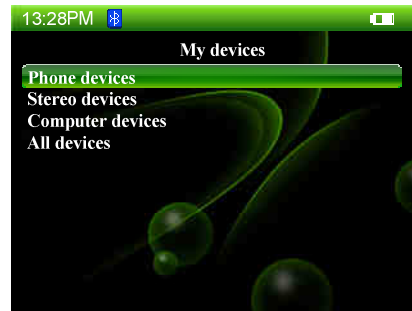 13:28PM
My devices
Phone devices
Stereo devices
Computer devices
All devices